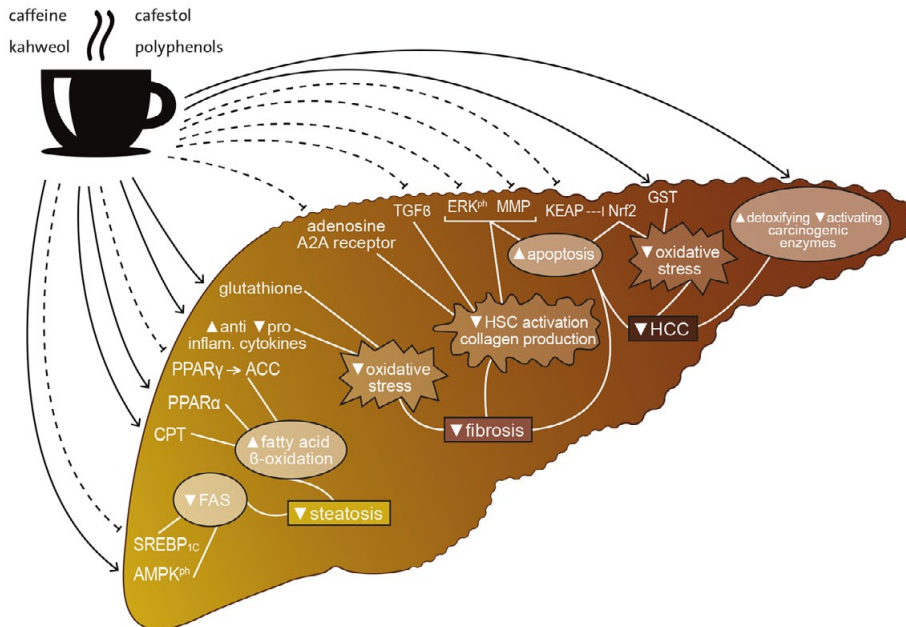 caffeine cafestol
kahweol polyphenols
GST
TGFß ERKᵖʰ MMP KEAP ---I Nrf2
adenosine
A2A receptor
▲detoxifying ▼activating
carcinogenic
enzymes
▲apoptosis
▼oxidative
stress
glutathione
▲anti ▼pro
inflam. cytokines
▼HSC activation
collagen production
▼HCC
PPARγ → ACC
▼oxidative
stress
PPARα
CPT
▲fatty acid
ß-oxidation
▼fibrosis
▼FAS
▼steatosis
SREBP₁C
AMPKᵖʰ